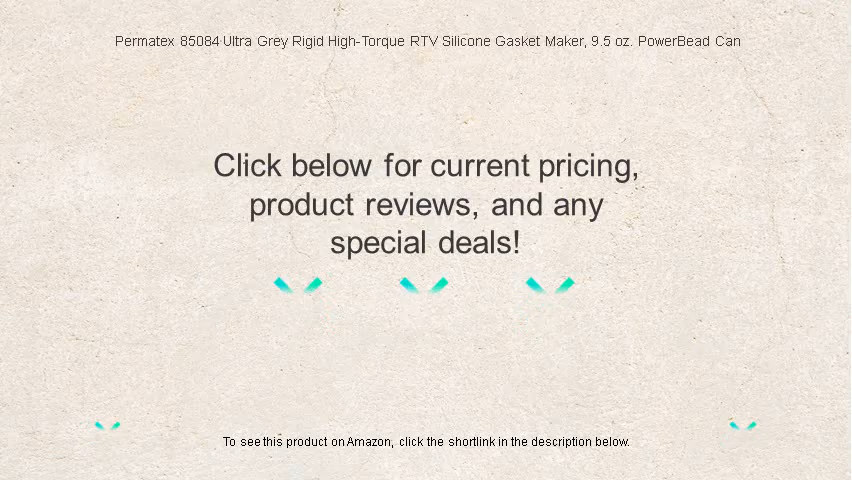 Permatex 85084 Ultra Grey Rigid High-Torque RTV Silicone Gasket Maker, 9.5 oz. PowerBead Can
Click below for current pricing,
product reviews, and any
special deals!
To see this product on Amazon, click the shortlink in the description below.